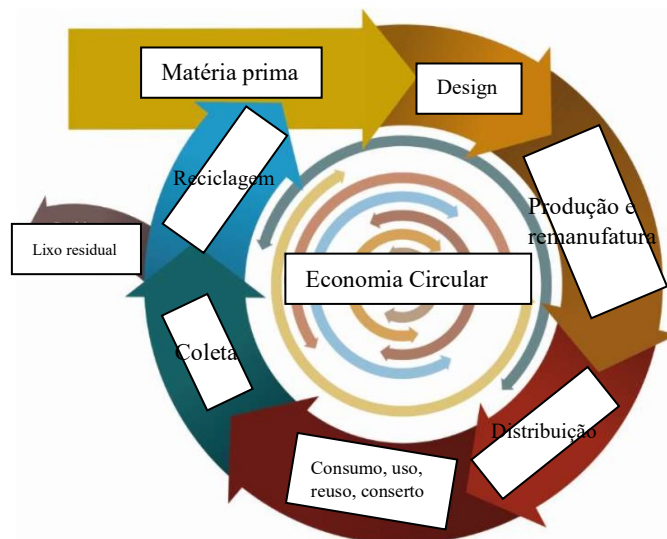 Matéria prima
Design
Produção e
remanufatura
Distribuição
Consumo, uso,
reuso, conserto
Coleta
Reciclagem
Lixo residual
Economia Circular